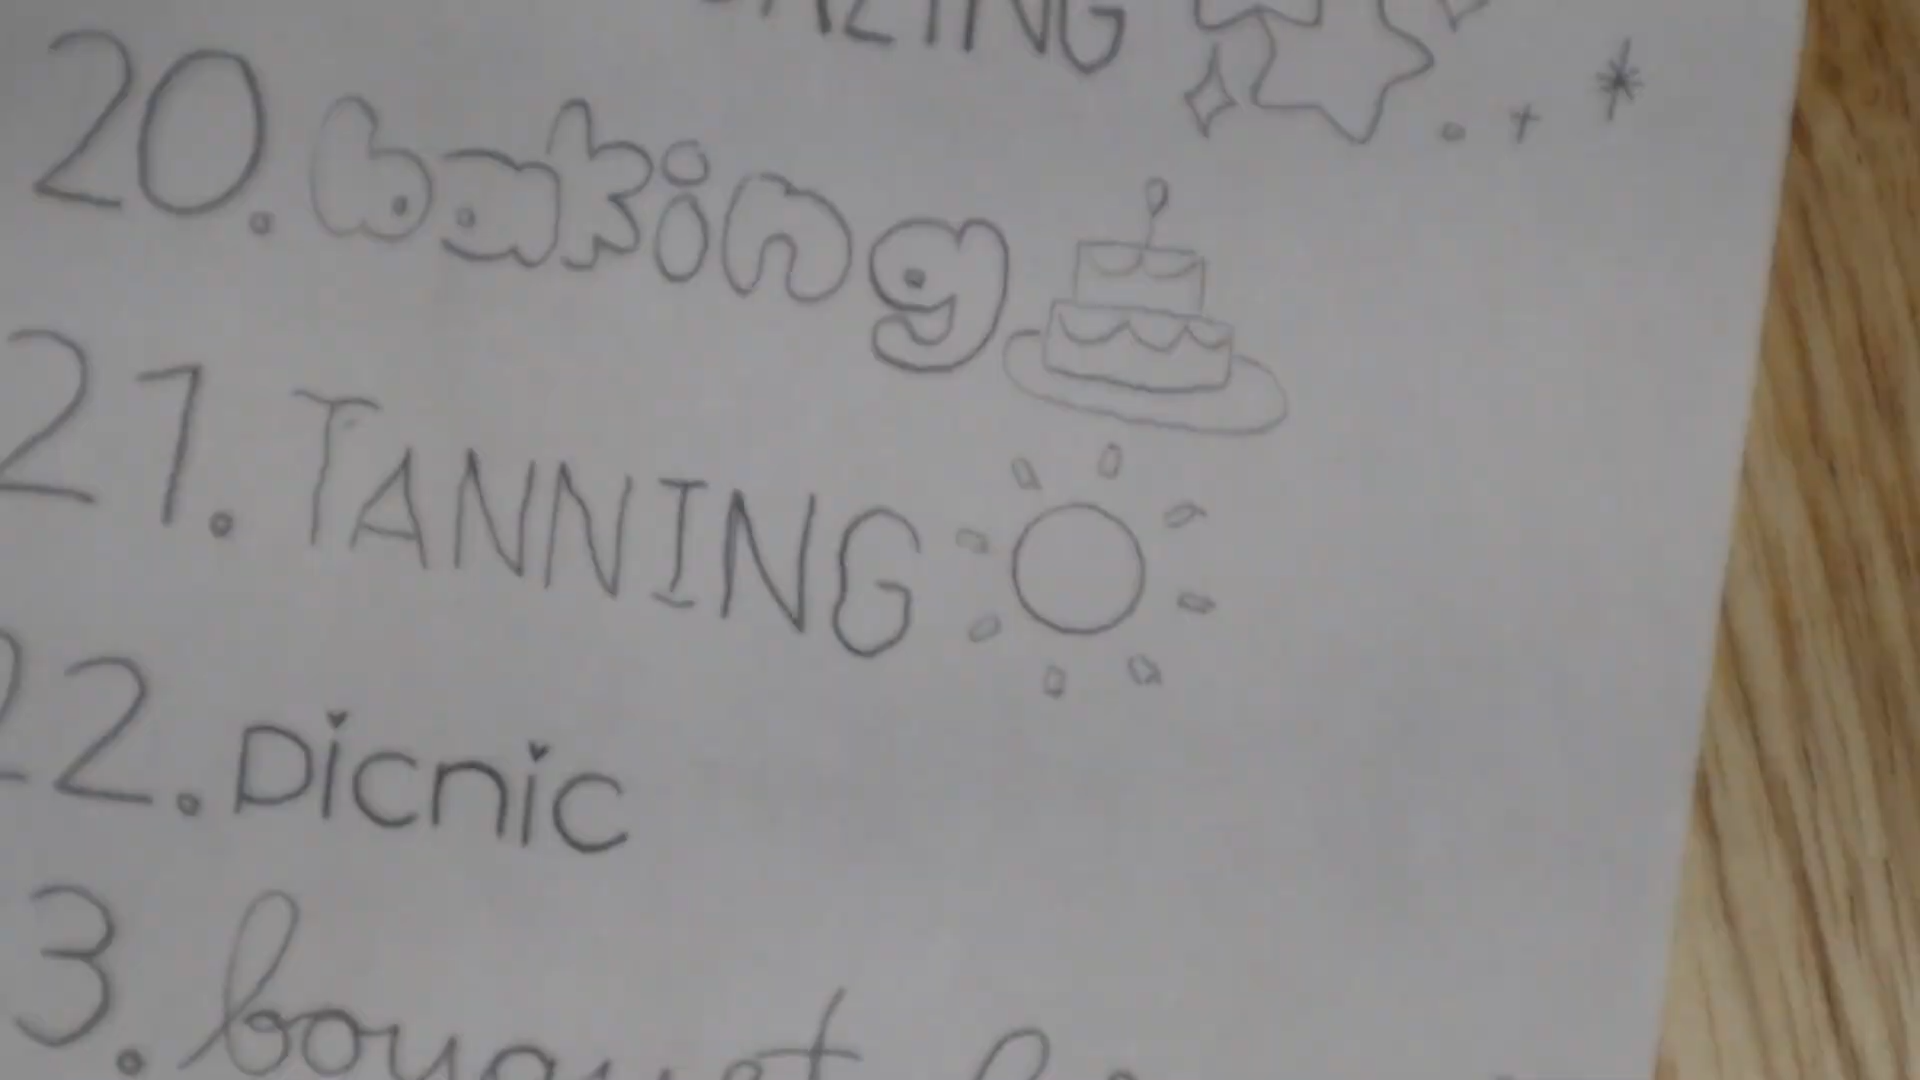 20. baking
21. TANNING
22. Picnic
3. bouquet